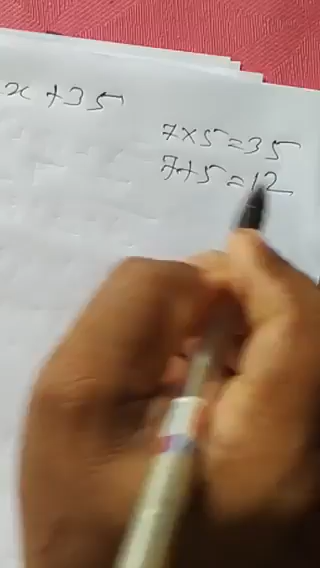 x + 35
7 × 5 = 35
7 + 5 = 12